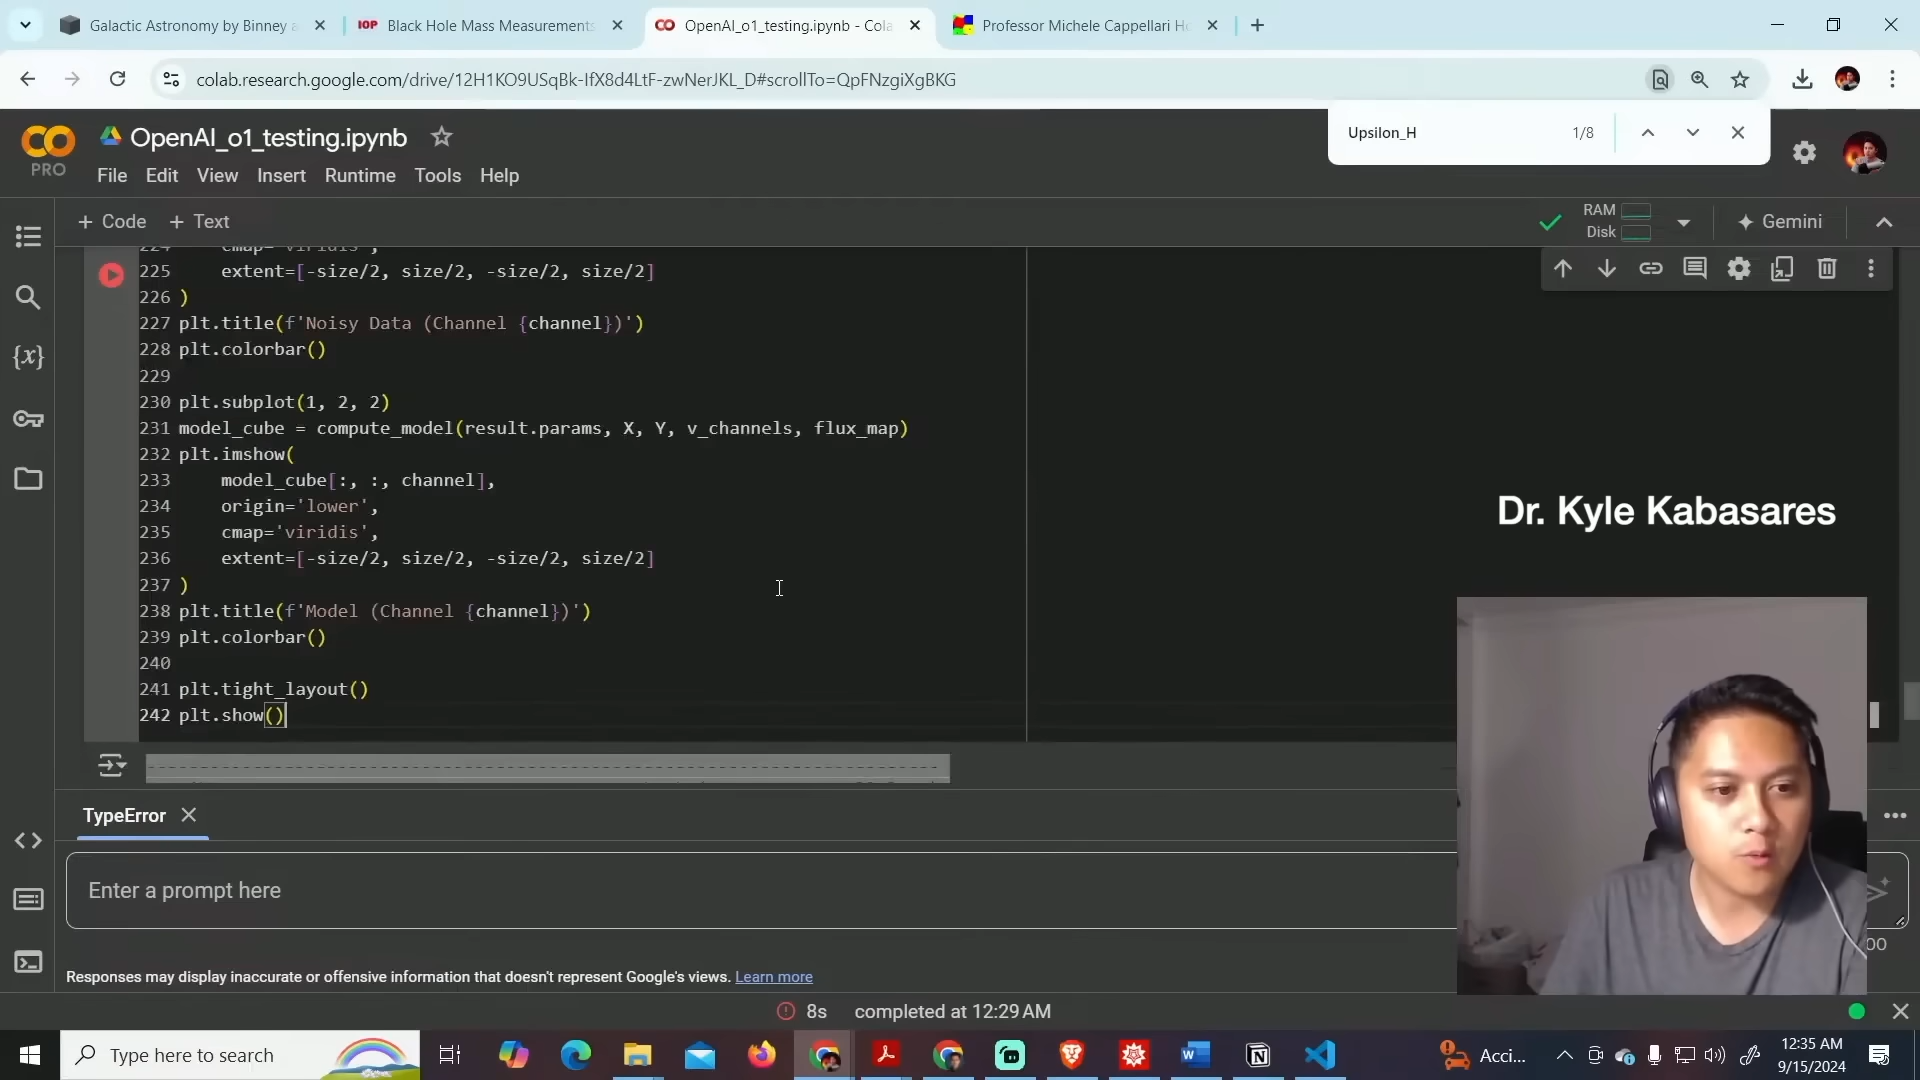 Galactic Astronomy by Binney a
IOP Black Hole Mass Measurements
OpenAI_o1_testing.ipynb - Cola
Professor Michele Cappellari Ho
colab.research.google.com/drive/12H1KO9USqBk-IfX8d4LtF-zwNerJKL_D#scrollTo=QpFNzgiXgBKG
Upsilon_H 1/8
OpenAI_o1_testing.ipynb
PRO
File Edit View Insert Runtime Tools Help
+ Code + Text
RAM
Disk
Gemini
224 cmap='viridis',
225 extent=[-size/2, size/2, -size/2, size/2]
226 )
227 plt.title(f'Noisy Data (Channel {channel})')
228 plt.colorbar()
229
230 plt.subplot(1, 2, 2)
231 model_cube = compute_model(result.params, X, Y, v_channels, flux_map)
232 plt.imshow(
233 model_cube[:, :, channel],
234 origin='lower',
235 cmap='viridis',
236 extent=[-size/2, size/2, -size/2, size/2]
237 )
238 plt.title(f'Model (Channel {channel})')
239 plt.colorbar()
240
241 plt.tight_layout()
242 plt.show()
Dr. Kyle Kabasares
TypeError
Enter a prompt here
Responses may display inaccurate or offensive information that doesn't represent Google's views. Learn more
8s completed at 12:29 AM
Type here to search
Acci...
12:35 AM
9/15/2024